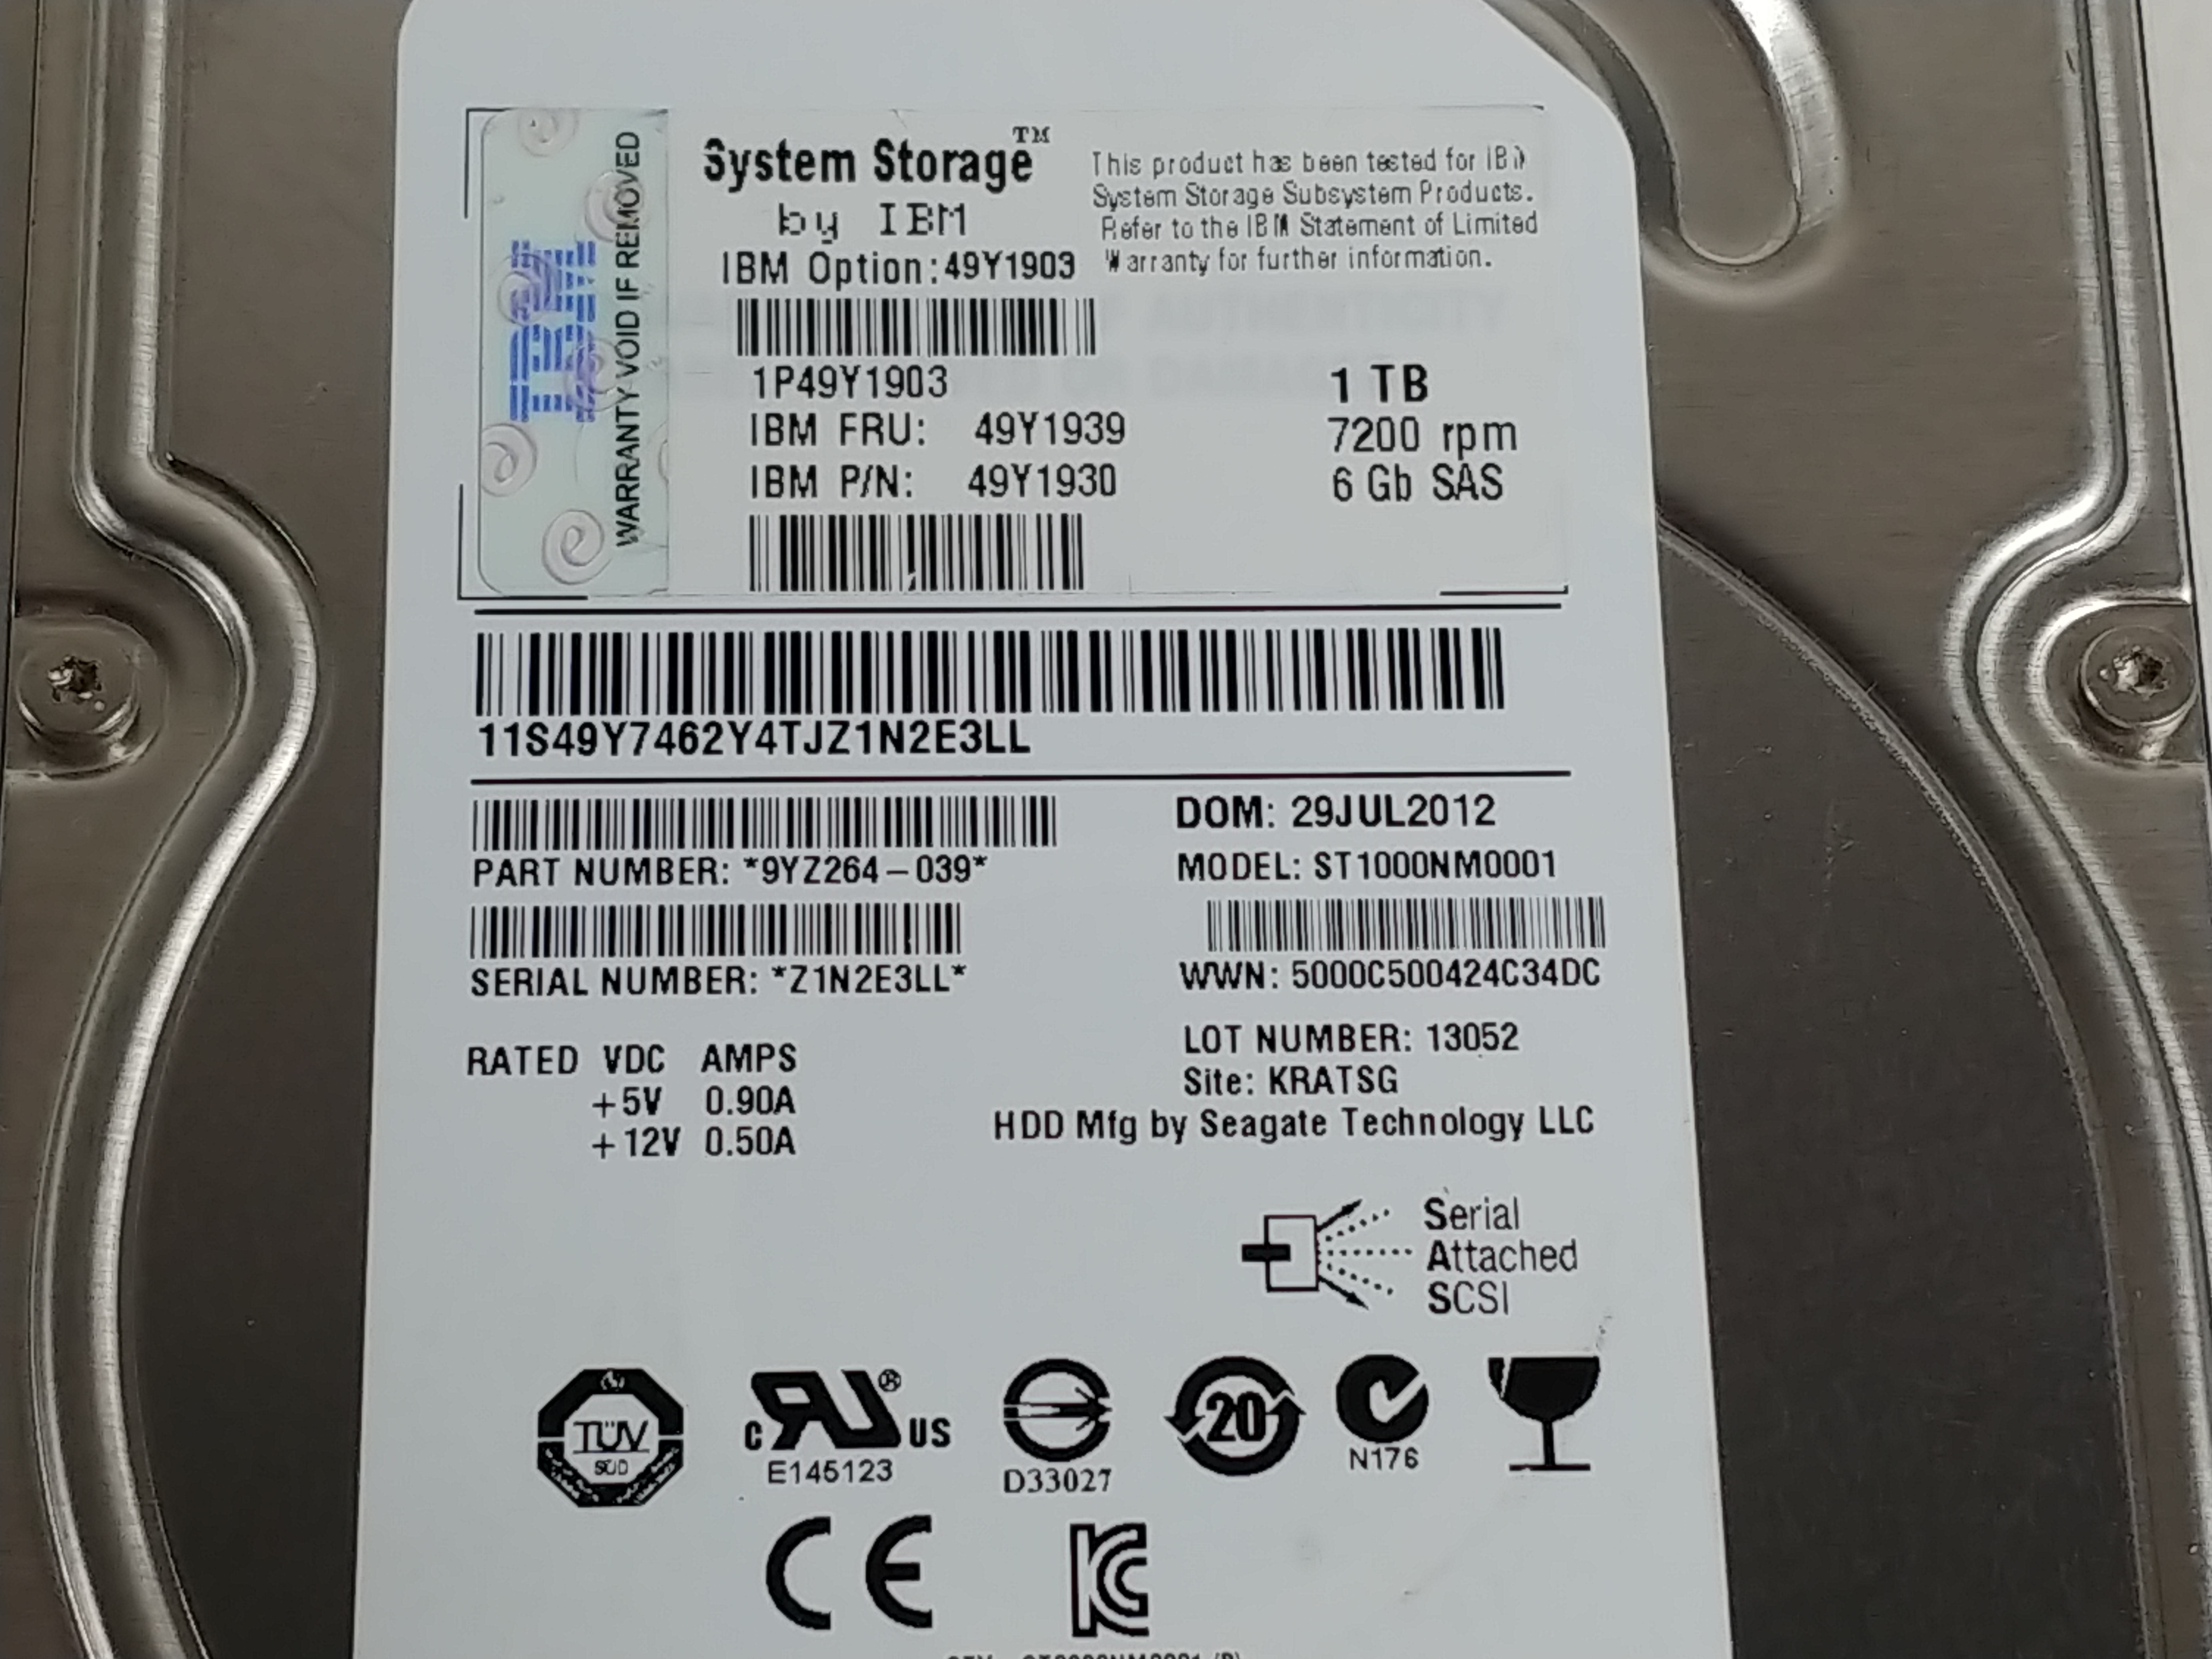 IBM
WARRANTY VOID IF REMOVED
System Storage™
by IBM
IBM Option:49Y1903
This product has been tested for IBM
System Storage Subsystem Products.
Refer to the IBM Statement of Limited
Warranty for further information.
1P49Y1903
IBM FRU: 49Y1939
IBM P/N: 49Y1930
1 TB
7200 rpm
6 Gb SAS
11S49Y7462Y4TJZ1N2E3LL
PART NUMBER: *9YZ264-039*
SERIAL NUMBER: *Z1N2E3LL*
DOM: 29JUL2012
MODEL: ST1000NM0001
WWN: 5000C500424C34DC
RATED VDC AMPS
+5V 0.90A
+12V 0.50A
LOT NUMBER: 13052
Site: KRATSG
HDD Mfg by Seagate Technology LLC
Serial
Attached
SCSI
TÜV
SÜD
c RU® US
E145123
D33027
20
N176
CE
KC